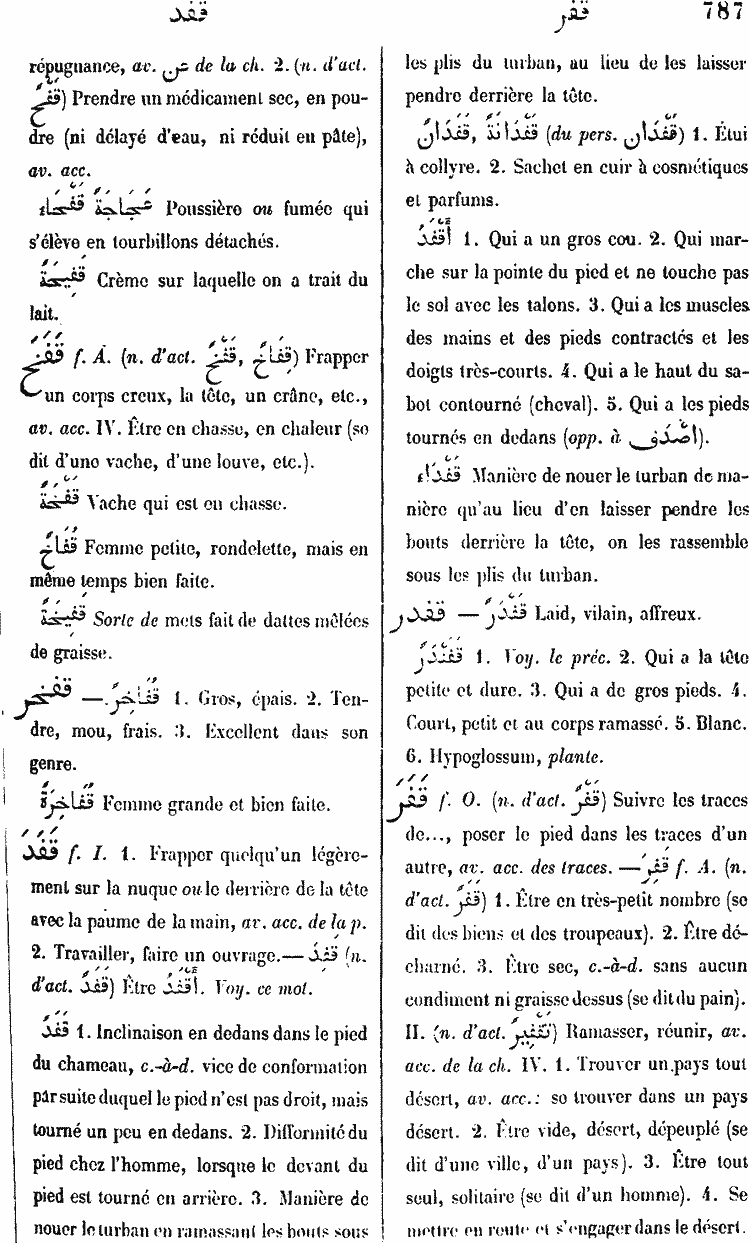 قفد
قفر
787
répugnance, av. عن de la ch. 2. (n. d'act.
قَفْحٌ) Prendre un médicament sec, en pou-
dre (ni délayé d'eau, ni réduit en pâte),
av. acc.
عَجَاجَةٌ قَفْحَاءُ Poussière ou fumée qui
s'élève en tourbillons détachés.
قَفِيحَةٌ Crème sur laquelle on a trait du
lait.
قَفَخَ f. A. (n. d'act. قَفْخٌ, قِفَاخٌ) Frapper
un corps creux, la tête, un crâne, etc.,
av. acc. IV. Être en chasse, en chaleur (se
dit d'une vache, d'une louve, etc.).
قَفْخَةٌ Vache qui est en chasse.
قُفَاخٌ Femme petite, rondelette, mais en
même temps bien faite.
قَفِيخَةٌ Sorte de mets fait de dattes mêlées
de graisse.
قفخر — قُفَاخِرٌ 1. Gros, épais. 2. Ten-
dre, mou, frais. 3. Excellent dans son
genre.
قُفَاخِرَةٌ Femme grande et bien faite.
قَفَدَ f. I. 1. Frapper quelqu'un légère-
ment sur la nuque ou le derrière de la tête
avec la paume de la main, av. acc. de la p.
2. Travailler, faire un ouvrage. — قَفِدَ (n.
d'act. قَفَدٌ) Être أَقْفَدُ. Voy. ce mot.
قَفَدٌ 1. Inclinaison en dedans dans le pied
du chameau, c.-à-d. vice de conformation
par suite duquel le pied n'est pas droit, mais
tourné un peu en dedans. 2. Difformité du
pied chez l'homme, lorsque le devant du
pied est tourné en arrière. 3. Manière de
nouer le turban en ramassant les bouts sous
les plis du turban, au lieu de les laisser
pendre derrière la tête.
قَفَدَانٌ, قَفَدَانَةٌ (du pers. قفدان) 1. Étui
à collyre. 2. Sachet en cuir à cosmétiques
et parfums.
أَقْفَدُ 1. Qui a un gros cou. 2. Qui mar-
che sur la pointe du pied et ne touche pas
le sol avec les talons. 3. Qui a les muscles
des mains et des pieds contractés et les
doigts très-courts. 4. Qui a le haut du sa-
bot contourné (cheval). 5. Qui a les pieds
tournés en dedans (opp. à أصدف).
قَفْدَاءُ Manière de nouer le turban de ma-
nière qu'au lieu d'en laisser pendre les
bouts derrière la tête, on les rassemble
sous les plis du turban.
قفدر — قَفَدَّرٌ Laid, vilain, affreux.
قَفَنْدَرٌ 1. Voy. le préc. 2. Qui a la tête
petite et dure. 3. Qui a de gros pieds. 4.
Court, petit et au corps ramassé. 5. Blanc.
6. Hypoglossum, plante.
قَفَرَ f. O. (n. d'act. قَفْرٌ) Suivre les traces
de..., poser le pied dans les traces d'un
autre, av. acc. des traces. — قَفِرَ f. A. (n.
d'act. قَفَرٌ) 1. Être en très-petit nombre (se
dit des biens et des troupeaux). 2. Être dé-
charné. 3. Être sec, c.-à-d. sans aucun
condiment ni graisse dessus (se dit du pain).
II. (n. d'act. تَقْفِيرٌ) Ramasser, réunir, av.
acc. de la ch. IV. 1. Trouver un pays tout
désert, av. acc.: se trouver dans un pays
désert. 2. Être vide, désert, dépeuplé (se
dit d'une ville, d'un pays). 3. Être tout
seul, solitaire (se dit d'un homme). 4. Se
mettre en route et s'engager dans le désert.